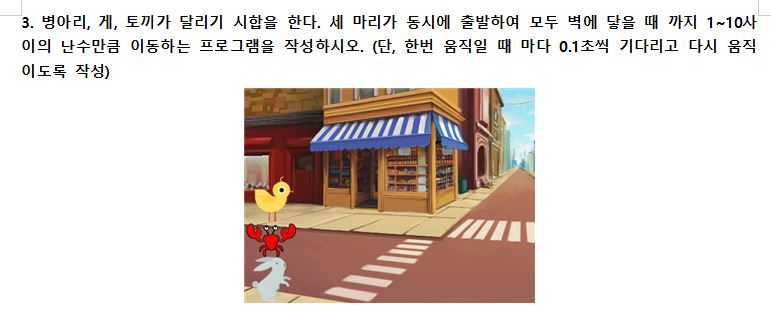 3. 병아리, 게, 토끼가 달리기 시합을 한다. 세 마리가 동시에 출발하여 모두 벽에 닿을 때 까지 1~10사
이의 난수만큼 이동하는 프로그램을 작성하시오. (단, 한번 움직일 때 마다 0.1초씩 기다리고 다시 움직
이도록 작성)